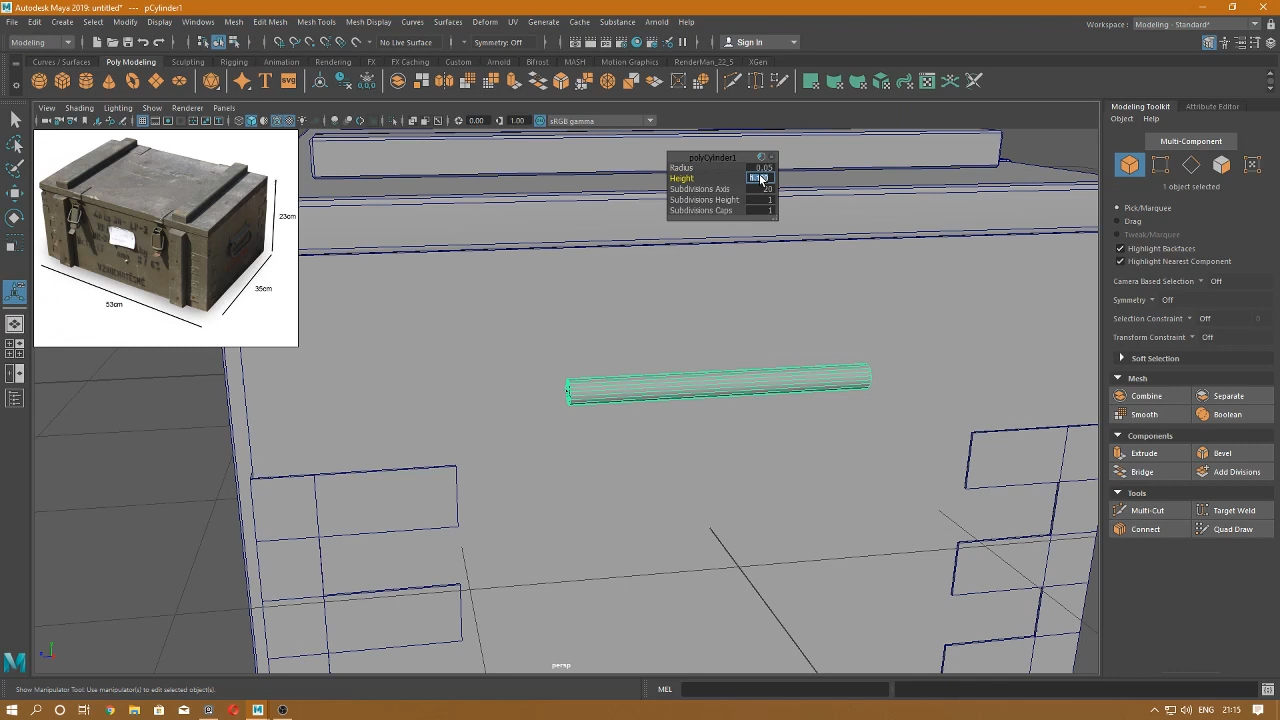 Autodesk Maya 2019: untitled* --- pCylinder1
File Edit Create Select Modify Display Windows Mesh Edit Mesh Mesh Tools Mesh Display Curves Surfaces Deform UV Generate Cache Arnold Help
Workspace : Modeling - Standard*
Modeling No Live Surface Symmetry: Off Sign In
Curves / Surfaces Poly Modeling Sculpting Rigging Animation Rendering FX FX Caching Custom Arnold Bifrost MASH Motion Graphics RenderMan_22_5 XGen
View Shading Lighting Show Renderer Panels
0.00 1.00 sRGB gamma
Modeling Toolkit Attribute Editor
Object Help
Multi-Component
1 object selected
Pick/Marquee
Drag
Tweak/Marquee
Highlight Backfaces
Highlight Nearest Component
Camera Based Selection Off
Symmetry Off
Selection Constraint Off 0
Transform Constraint Off
Soft Selection
Mesh
Combine Separate
Smooth Boolean
Components
Extrude Bevel
Bridge Add Divisions
Tools
Multi-Cut Target Weld
Connect Quad Draw
polyCylinder1
Radius 0.05
Height
Subdivisions Axis 20
Subdivisions Height 1
Subdivisions Caps 1
23cm
35cm
53cm
persp
Show Manipulator Tool: Use manipulator(s) to edit selected object(s).
MEL
ENG 21:15